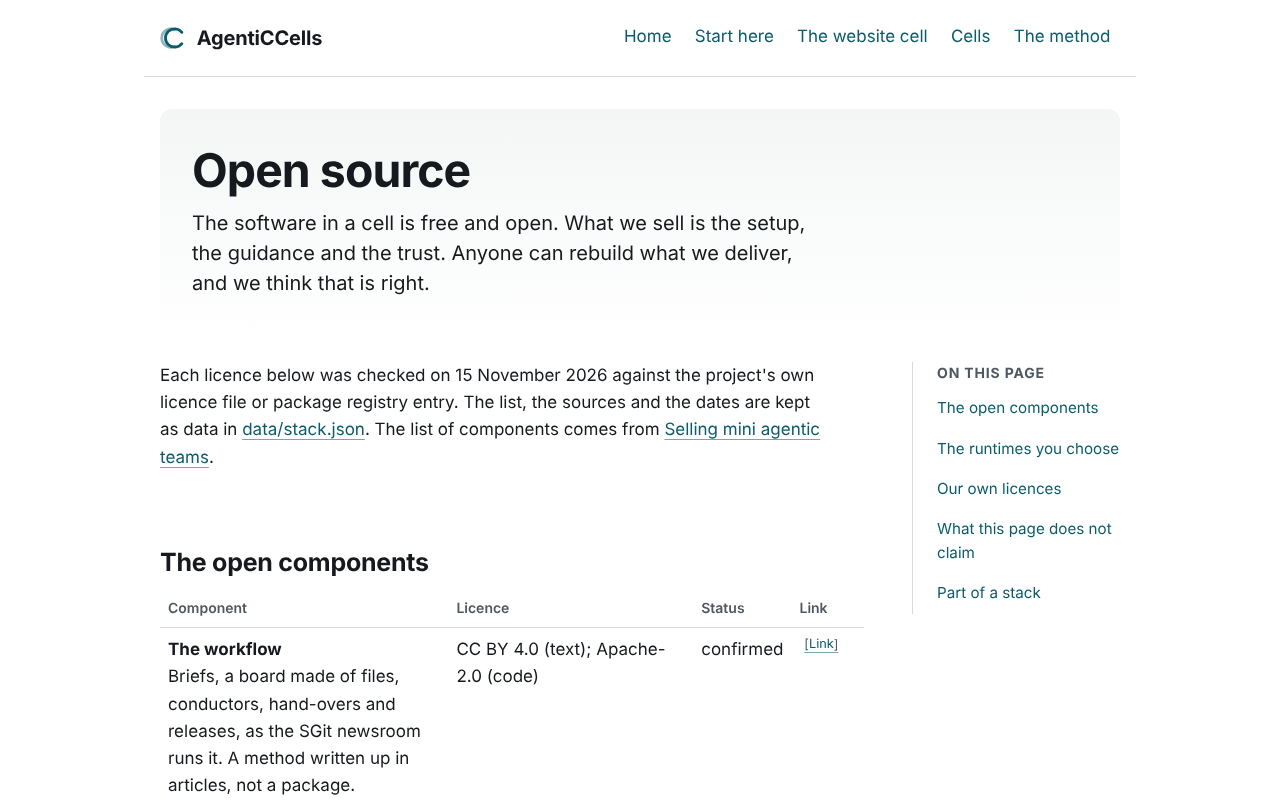 AgentiCCells
Home
Start here
The website cell
Cells
The method
Open source
The software in a cell is free and open. What we sell is the setup,
the guidance and the trust. Anyone can rebuild what we deliver,
and we think that is right.
Each licence below was checked on 15 November 2026 against the project's own
licence file or package registry entry. The list, the sources and the dates are kept
as data in data/stack.json. The list of components comes from Selling mini agentic
teams.
ON THIS PAGE
The open components
The runtimes you choose
Our own licences
What this page does not
claim
Part of a stack
The open components
Component Licence Status Link
The workflow
Briefs, a board made of files,
conductors, hand-overs and
releases, as the SGit newsroom
runs it. A method written up in
articles, not a package.
CC BY 4.0 (text); Apache-
2.0 (code)
confirmed
[Link]